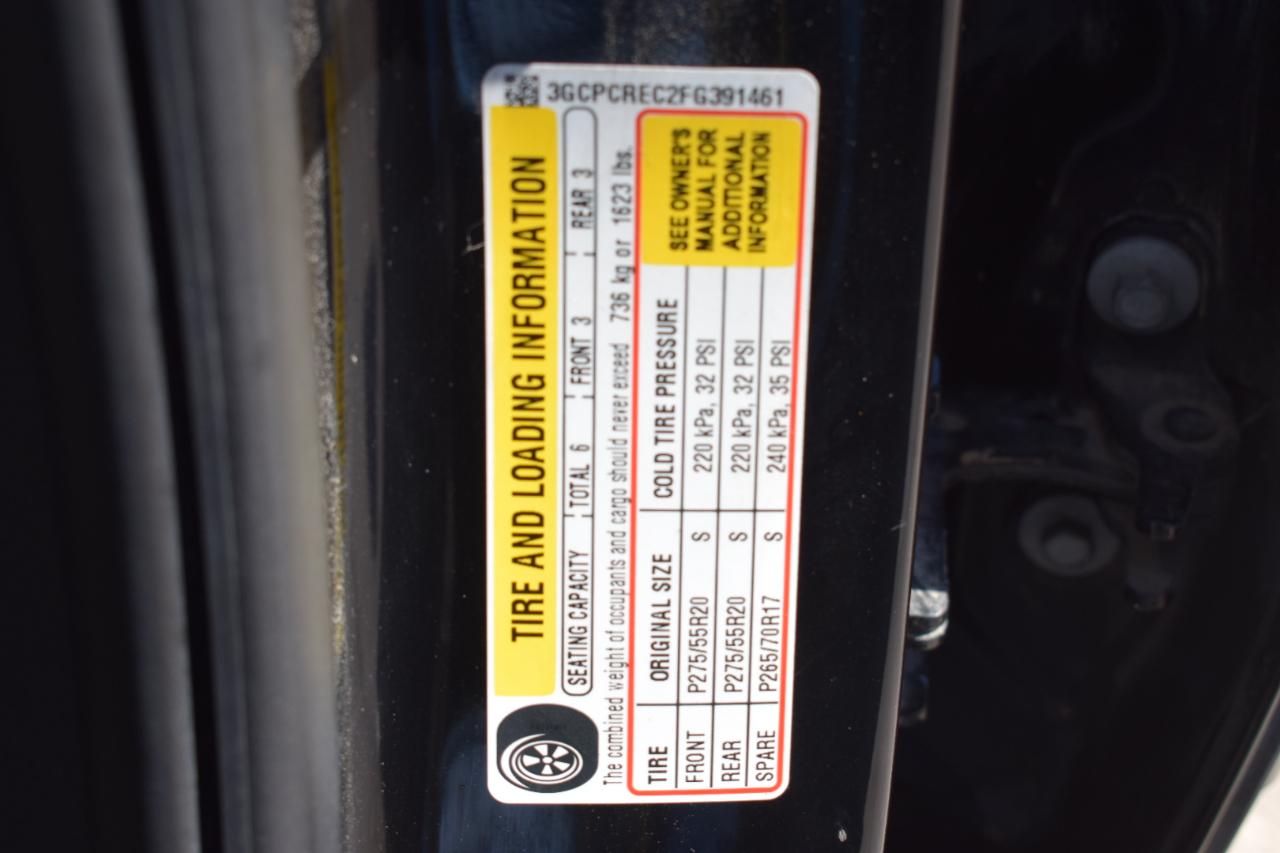 3GCPCREC2FG391461
TIRE AND LOADING INFORMATION
SEATING CAPACITY TOTAL 6 FRONT 3 REAR 3
The combined weight of occupants and cargo should never exceed 736 kg or 1623 lbs.
TIRE ORIGINAL SIZE COLD TIRE PRESSURE
FRONT P275/55R20 S 220 kPa, 32 PSI
REAR P275/55R20 S 220 kPa, 32 PSI
SPARE P265/70R17 S 240 kPa, 35 PSI
SEE OWNER'S
MANUAL FOR
ADDITIONAL
INFORMATION